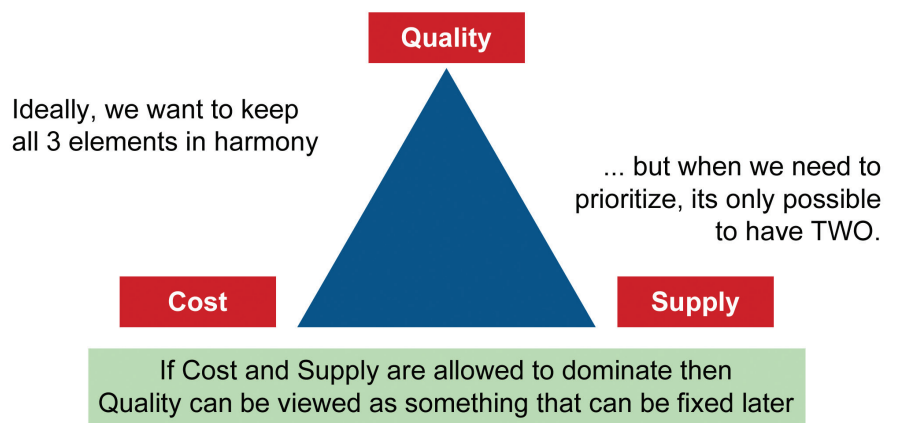 Quality
Ideally, we want to keep
all 3 elements in harmony
... but when we need to
prioritize, its only possible
to have TWO.
Cost
Supply
If Cost and Supply are allowed to dominate then
Quality can be viewed as something that can be fixed later